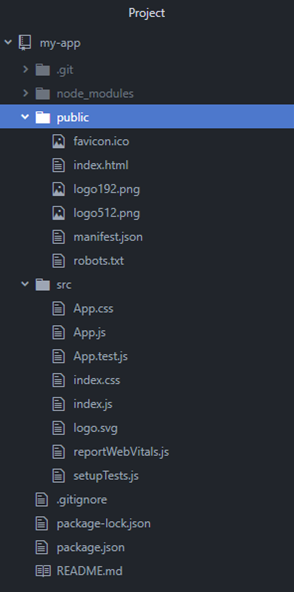 Project
my-app
.git
node_modules
public
favicon.ico
index.html
logo192.png
logo512.png
manifest.json
robots.txt
src
App.css
App.js
App.test.js
index.css
index.js
logo.svg
reportWebVitals.js
setupTests.js
.gitignore
package-lock.json
package.json
README.md